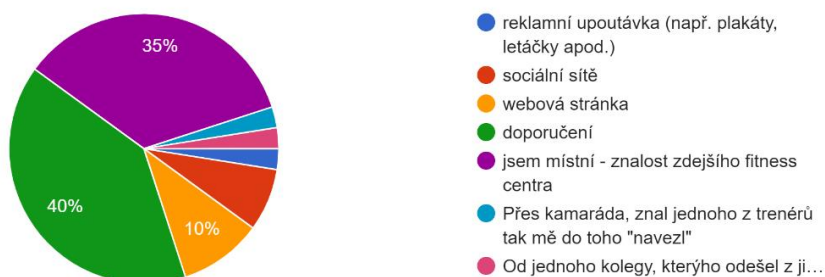 35%
40%
10%
reklamní upoutávka (např. plakáty,
letáčky apod.)
sociální sítě
webová stránka
doporučení
jsem místní - znalost zdejšího fitness
centra
Přes kamaráda, znal jednoho z trenérů
tak mě do toho "navezl"
Od jednoho kolegy, kterýho odešel z ji…